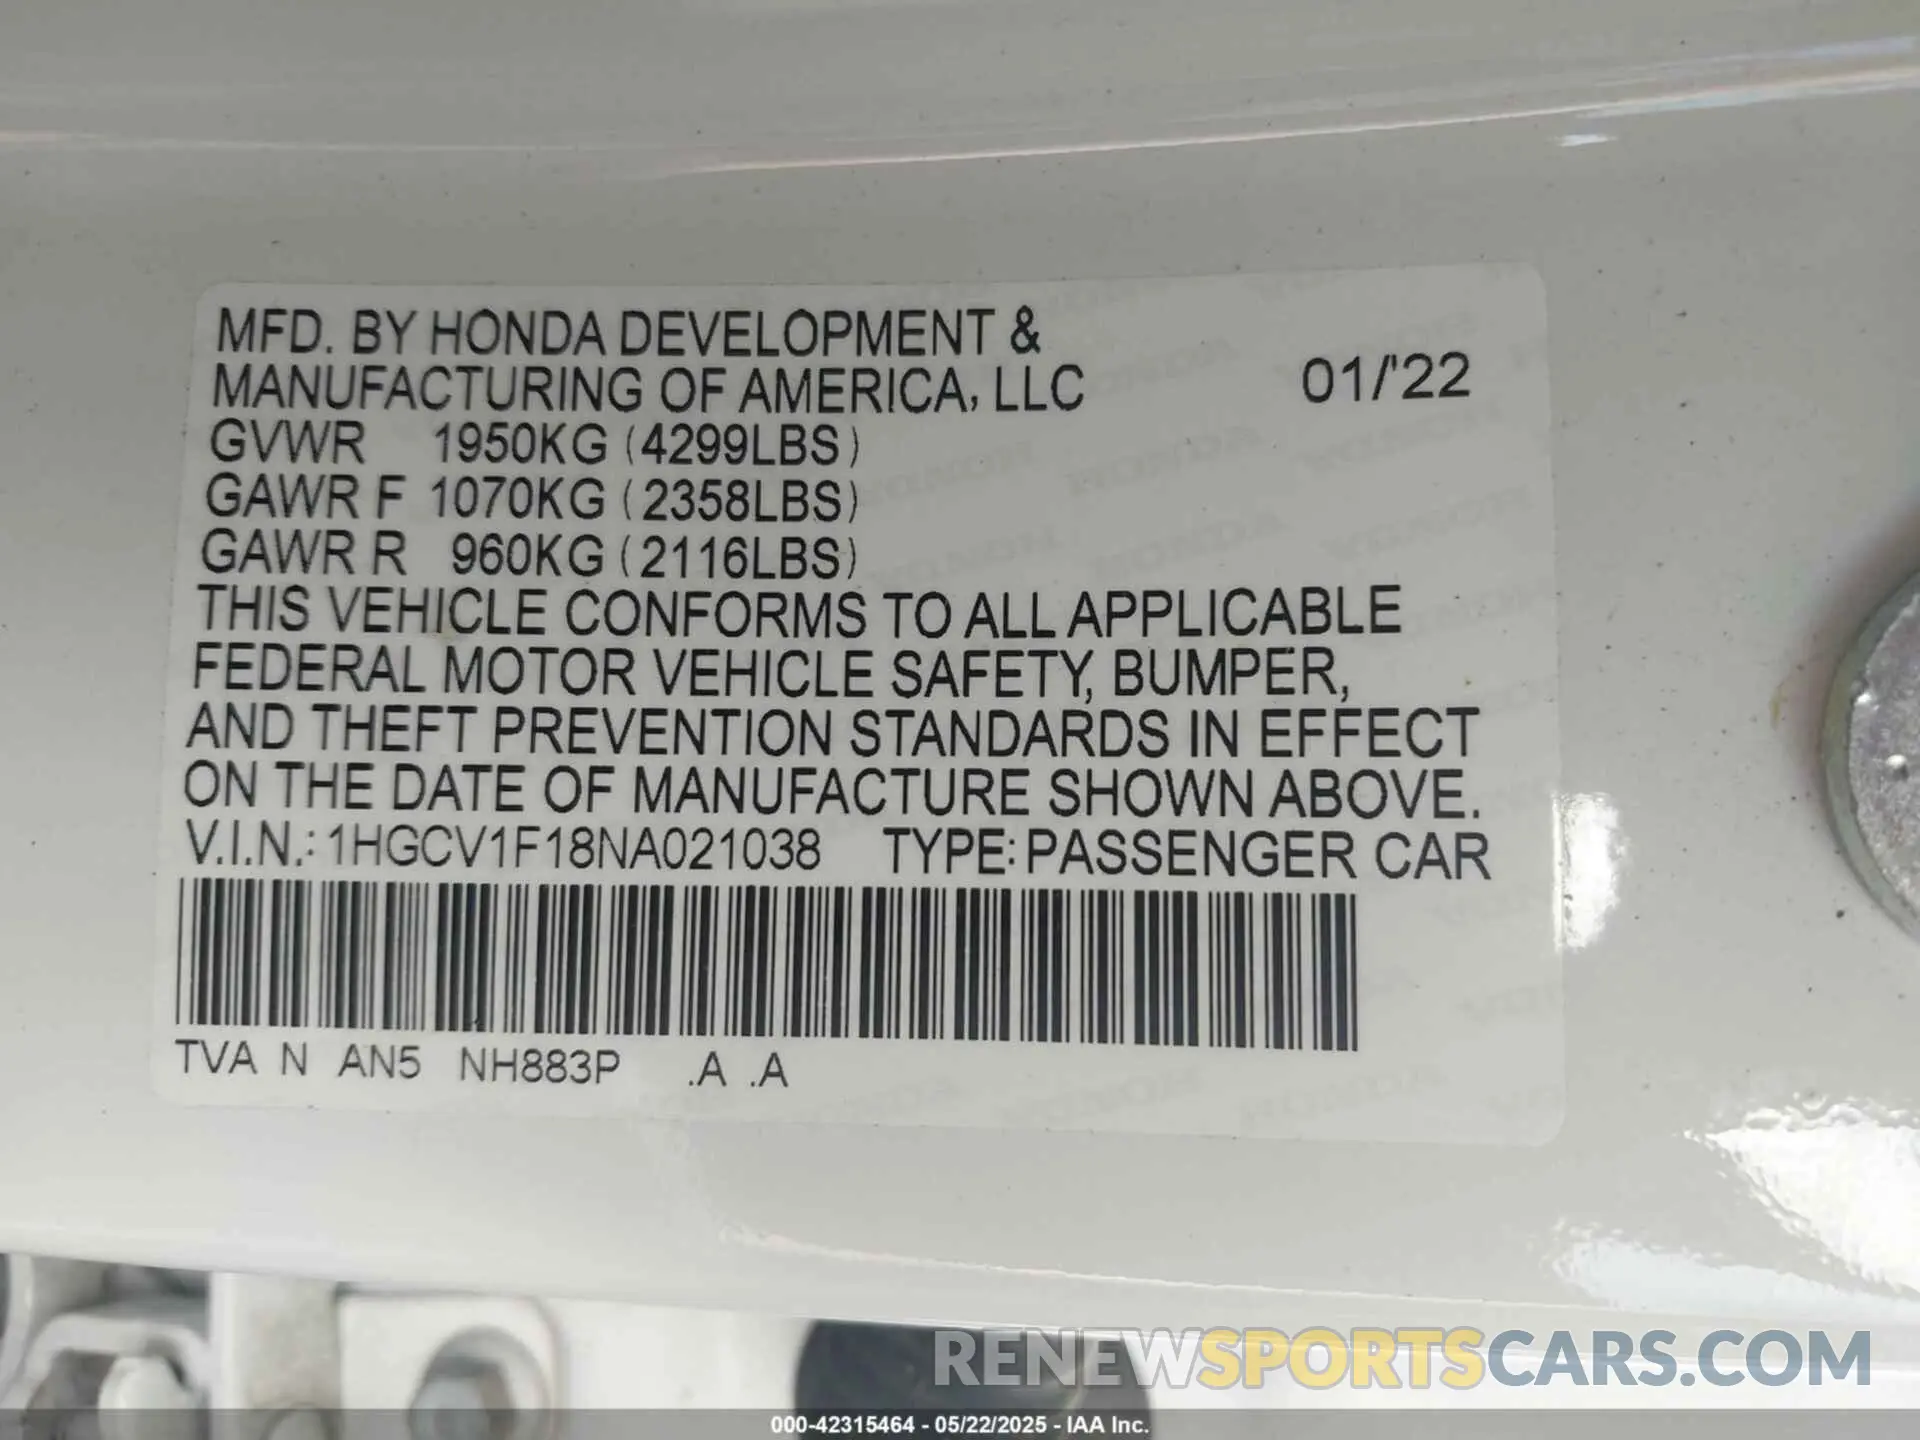 MFD. BY HONDA DEVELOPMENT &
MANUFACTURING OF AMERICA, LLC 01/'22
GVWR 1950KG (4299LBS)
GAWR F 1070KG (2358LBS)
GAWR R 960KG (2116LBS)
THIS VEHICLE CONFORMS TO ALL APPLICABLE
FEDERAL MOTOR VEHICLE SAFETY, BUMPER,
AND THEFT PREVENTION STANDARDS IN EFFECT
ON THE DATE OF MANUFACTURE SHOWN ABOVE.
V.I.N.: 1HGCV1F18NA021038 TYPE: PASSENGER CAR
TVA N AN5 NH883P .A .A
RENEWSPORTSCARS.COM
000-42315464 - 05/22/2025 - IAA Inc.